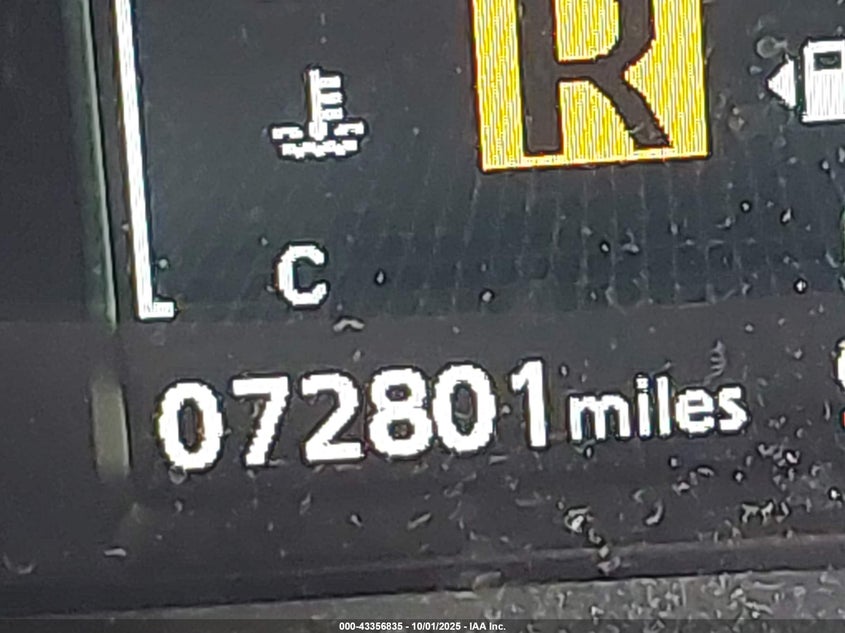 R
C
072801 miles
000-43356835 - 10/01/2025 - IAA Inc.